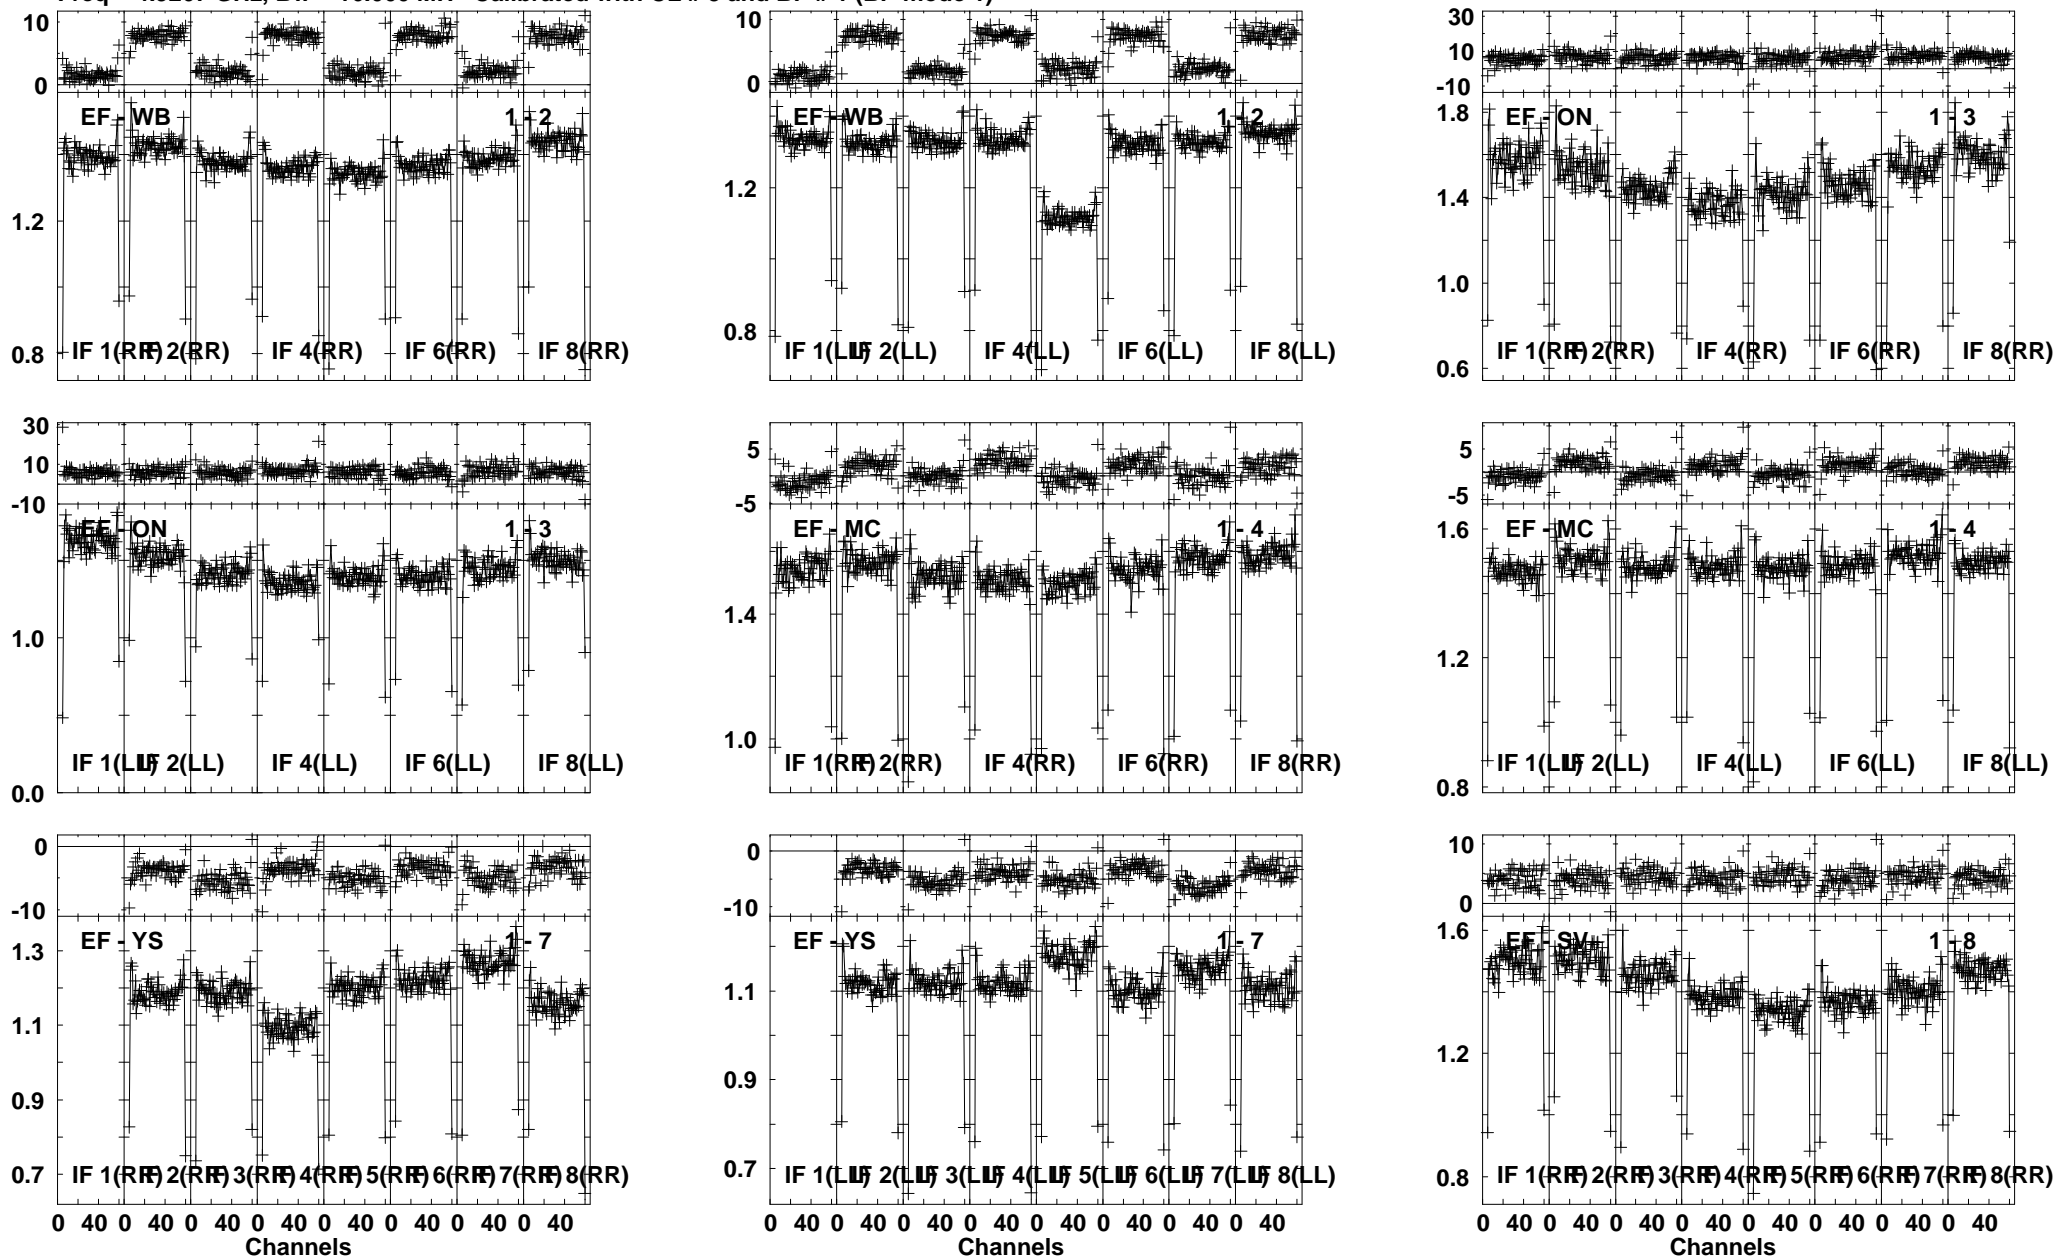 10
0
EF - WB
1 - 2
1.2
0.8
IF 1(RR)
IF 2(RR)
IF 4(RR)
IF 6(RR)
IF 8(RR)
10
0
EF - WB
1 - 2
1.2
0.8
IF 1(LL)
IF 2(LL)
IF 4(LL)
IF 6(LL)
IF 8(LL)
30
10
-10
EF - ON
1 - 3
1.8
1.4
1.0
0.6
IF 1(RR)
IF 2(RR)
IF 4(RR)
IF 6(RR)
IF 8(RR)
30
10
-10
EF - ON
1 - 3
1.0
0.0
IF 1(LL)
IF 2(LL)
IF 4(LL)
IF 6(LL)
IF 8(LL)
5
-5
EF - MC
1 - 4
1.4
1.0
IF 1(RR)
IF 2(RR)
IF 4(RR)
IF 6(RR)
IF 8(RR)
5
-5
EF - MC
1 - 4
1.6
1.2
0.8
IF 1(LL)
IF 2(LL)
IF 4(LL)
IF 6(LL)
IF 8(LL)
0
-10
EF - YS
1 - 7
1.3
1.1
0.9
0.7
IF 1(RR)
IF 2(RR)
IF 3(RR)
IF 4(RR)
IF 5(RR)
IF 6(RR)
IF 7(RR)
IF 8(RR)
0 40 0 40 0 40 0 40 0 40 0 40 0 40 0 40
Channels
0
-10
EF - YS
1 - 7
1.1
0.9
0.7
IF 1(LL)
IF 2(LL)
IF 3(LL)
IF 4(LL)
IF 5(LL)
IF 6(LL)
IF 7(LL)
IF 8(LL)
0 40 0 40 0 40 0 40 0 40 0 40 0 40 0 40
Channels
10
0
EF - SV
1 - 8
1.6
1.2
0.8
IF 1(RR)
IF 2(RR)
IF 3(RR)
IF 4(RR)
IF 5(RR)
IF 6(RR)
IF 7(RR)
IF 8(RR)
0 40 0 40 0 40 0 40 0 40 0 40 0 40 0 40
Channels